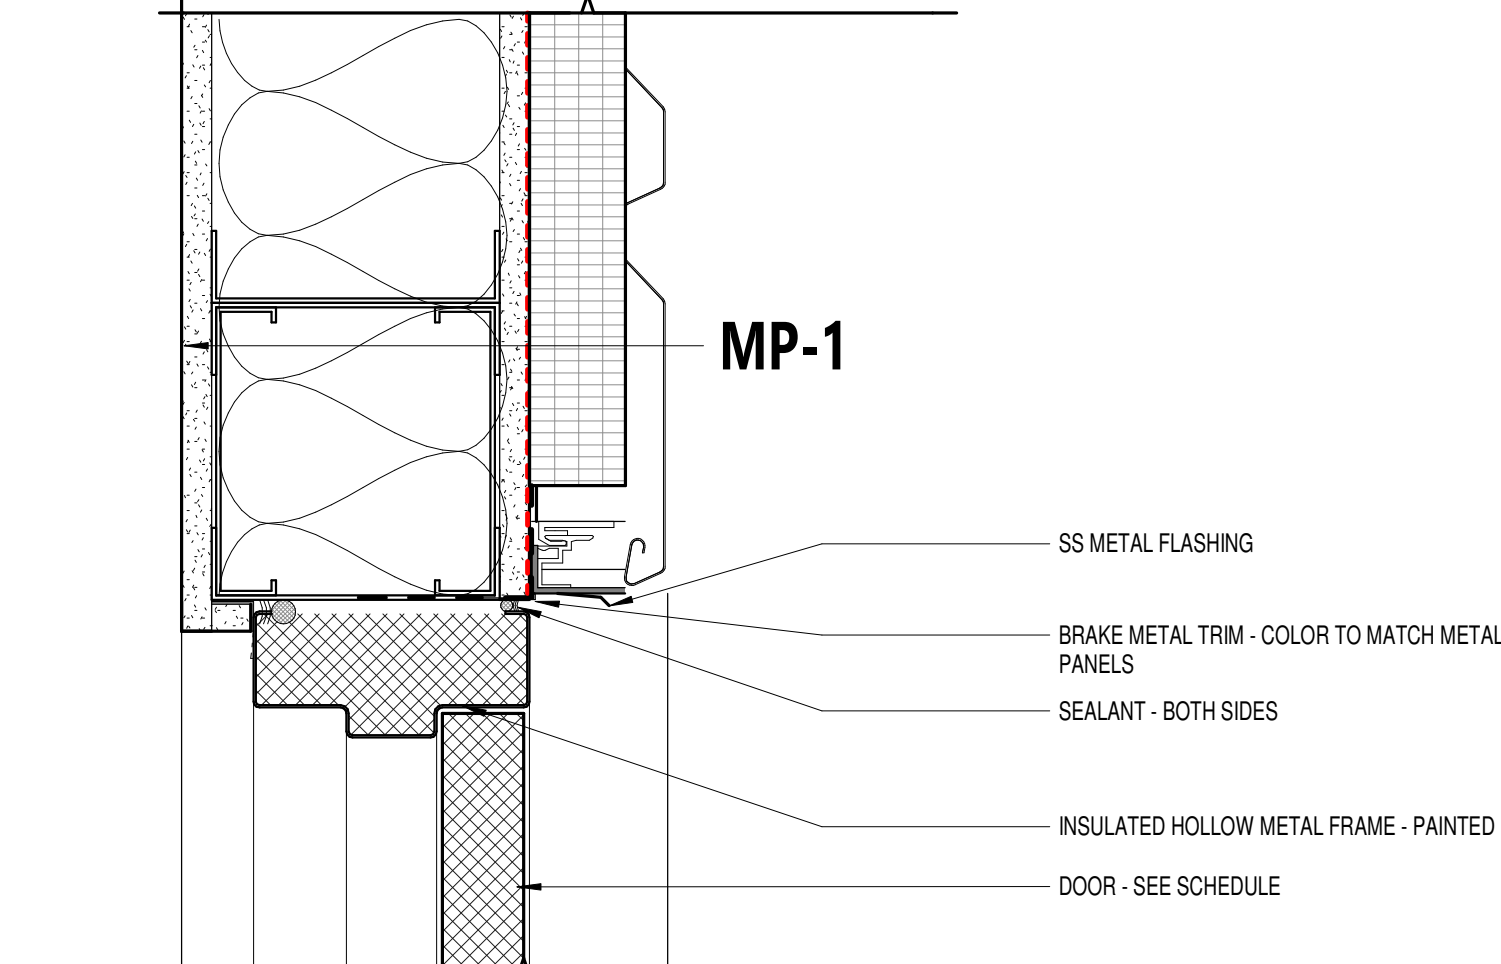 MP-1
SS METAL FLASHING
BRAKE METAL TRIM - COLOR TO MATCH METAL
PANELS
SEALANT - BOTH SIDES
INSULATED HOLLOW METAL FRAME - PAINTED
DOOR - SEE SCHEDULE